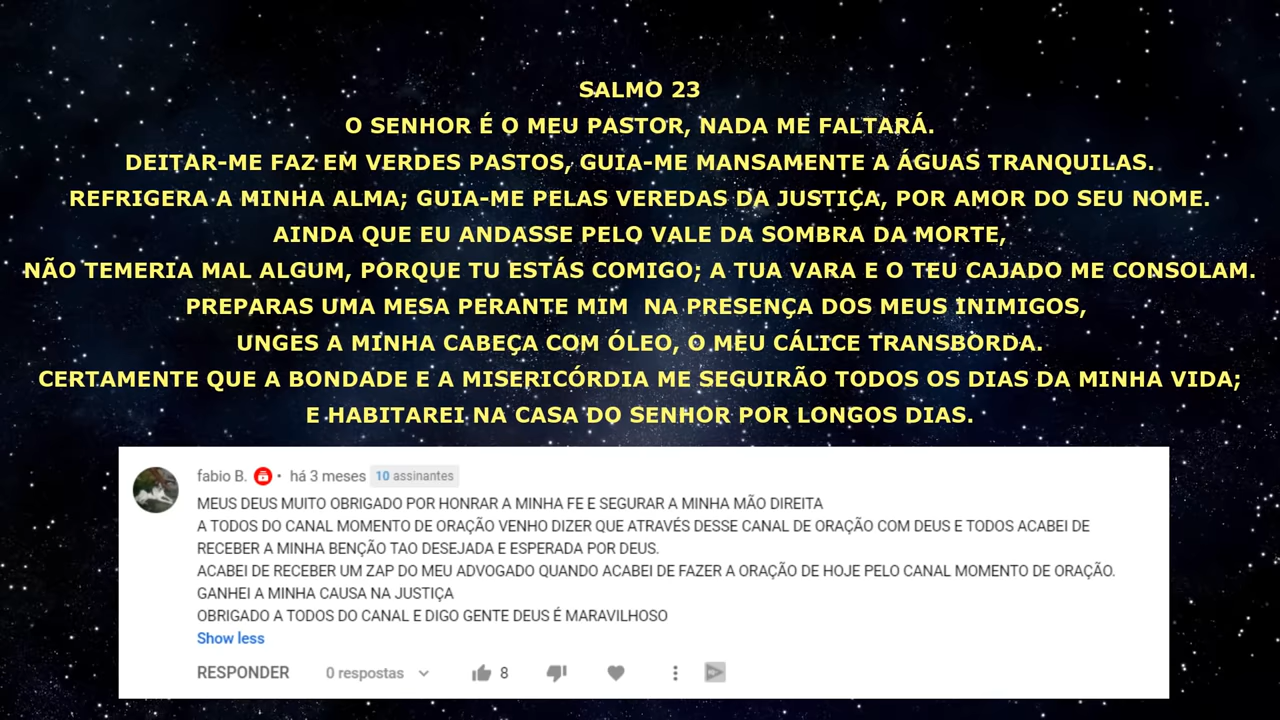 SALMO 23
O SENHOR É O MEU PASTOR, NADA ME FALTARÁ.
DEITAR-ME FAZ EM VERDES PASTOS, GUIA-ME MANSAMENTE A ÁGUAS TRANQUILAS.
REFRIGERA A MINHA ALMA; GUIA-ME PELAS VEREDAS DA JUSTIÇA, POR AMOR DO SEU NOME.
AINDA QUE EU ANDASSE PELO VALE DA SOMBRA DA MORTE,
NÃO TEMERIA MAL ALGUM, PORQUE TU ESTÁS COMIGO; A TUA VARA E O TEU CAJADO ME CONSOLAM.
PREPARAS UMA MESA PERANTE MIM  NA PRESENÇA DOS MEUS INIMIGOS,
UNGES A MINHA CABEÇA COM ÓLEO, O MEU CÁLICE TRANSBORDA.
CERTAMENTE QUE A BONDADE E A MISERICÓRDIA ME SEGUIRÃO TODOS OS DIAS DA MINHA VIDA;
E HABITAREI NA CASA DO SENHOR POR LONGOS DIAS.
fabio B. • há 3 meses 10 assinantes
MEUS DEUS MUITO OBRIGADO POR HONRAR A MINHA FE E SEGURAR A MINHA MÃO DIREITA
A TODOS DO CANAL MOMENTO DE ORAÇÃO VENHO DIZER QUE ATRAVÉS DESSE CANAL DE ORAÇÃO COM DEUS E TODOS ACABEI DE
RECEBER A MINHA BENÇÃO TAO DESEJADA E ESPERADA POR DEUS.
ACABEI DE RECEBER UM ZAP DO MEU ADVOGADO QUANDO ACABEI DE FAZER A ORAÇÃO DE HOJE PELO CANAL MOMENTO DE ORAÇÃO.
GANHEI A MINHA CAUSA NA JUSTIÇA
OBRIGADO A TODOS DO CANAL E DIGO GENTE DEUS É MARAVILHOSO
Show less
RESPONDER 0 respostas 8